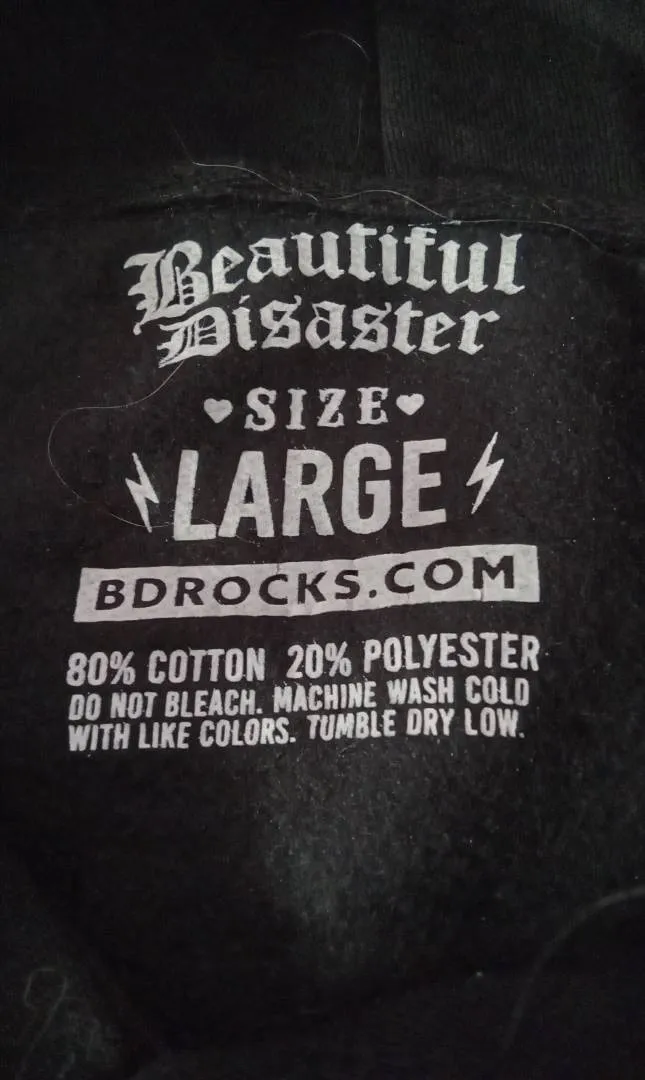 Beautiful
Disaster
SIZE
LARGE
BDROCKS.COM
80% COTTON 20% POLYESTER
DO NOT BLEACH. MACHINE WASH COLD
WITH LIKE COLORS. TUMBLE DRY LOW.